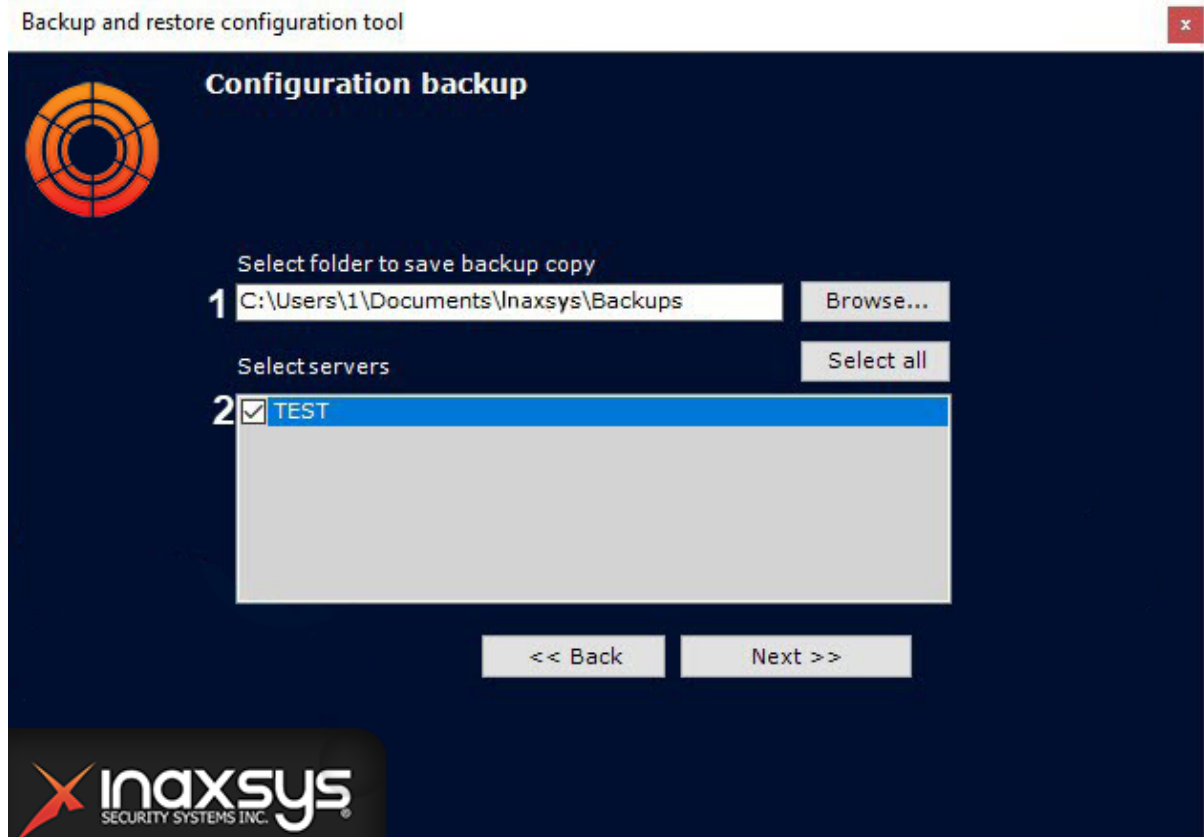 Backup and restore configuration tool
x
Configuration backup
Select folder to save backup copy
1 C:\Users\1\Documents\Inaxsys\Backups Browse...
Select servers Select all
2 TEST
<< Back Next >>
inaxsys
SECURITY SYSTEMS INC. ®